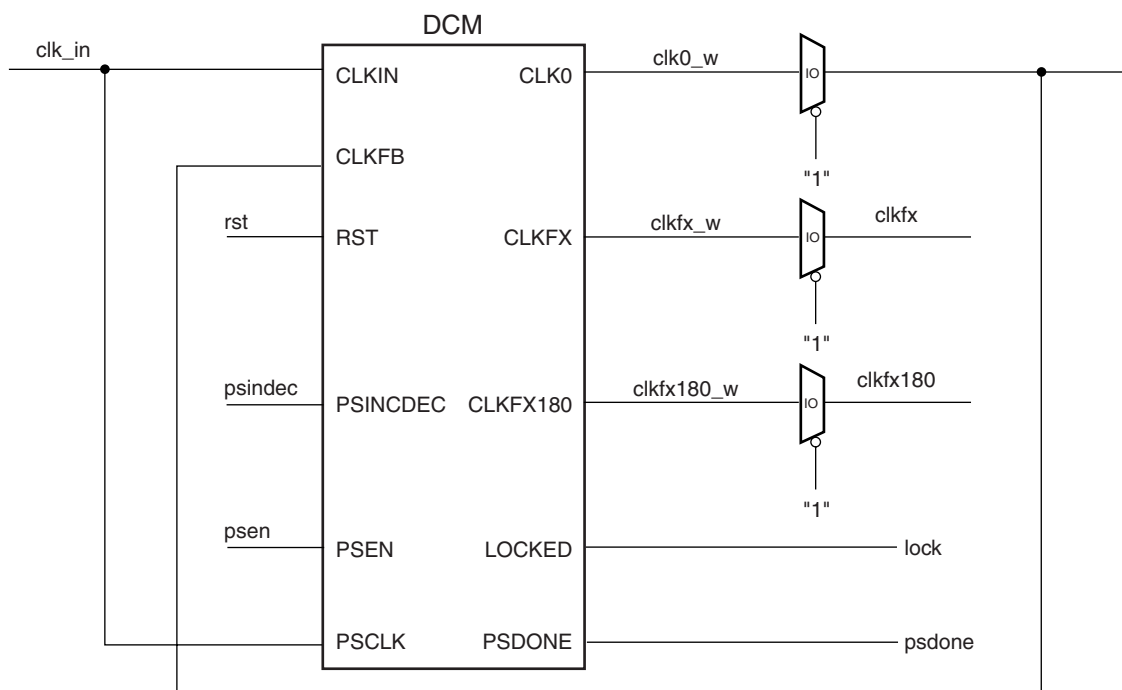 DCM
clk_in
CLKIN
CLK0
clk0_w
IO
"1"
CLKFB
rst
RST
CLKFX
clkfx_w
IO
clkfx
"1"
psindec
PSINCDEC
CLKFX180
clkfx180_w
IO
clkfx180
"1"
psen
PSEN
LOCKED
lock
PSCLK
PSDONE
psdone